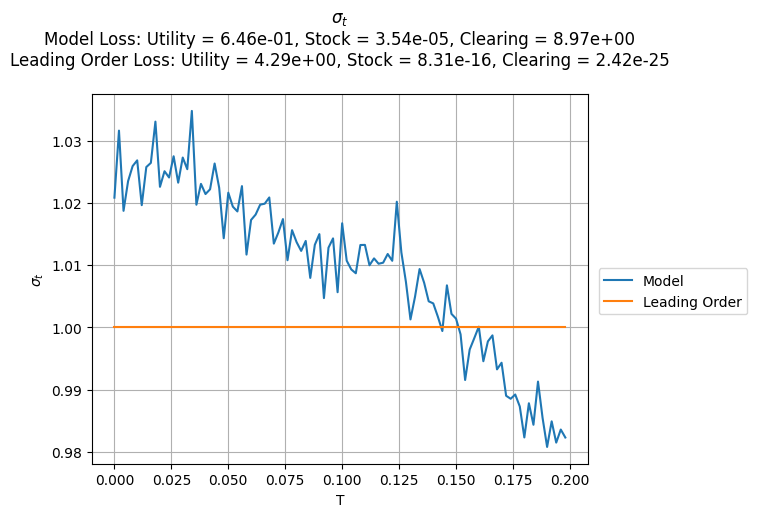 σt
Model Loss: Utility = 6.46e-01, Stock = 3.54e-05, Clearing = 8.97e+00
Leading Order Loss: Utility = 4.29e+00, Stock = 8.31e-16, Clearing = 2.42e-25
1.03
1.02
1.01
1.00
0.99
0.98
σt
Model
Leading Order
0.000 0.025 0.050 0.075 0.100 0.125 0.150 0.175 0.200
T